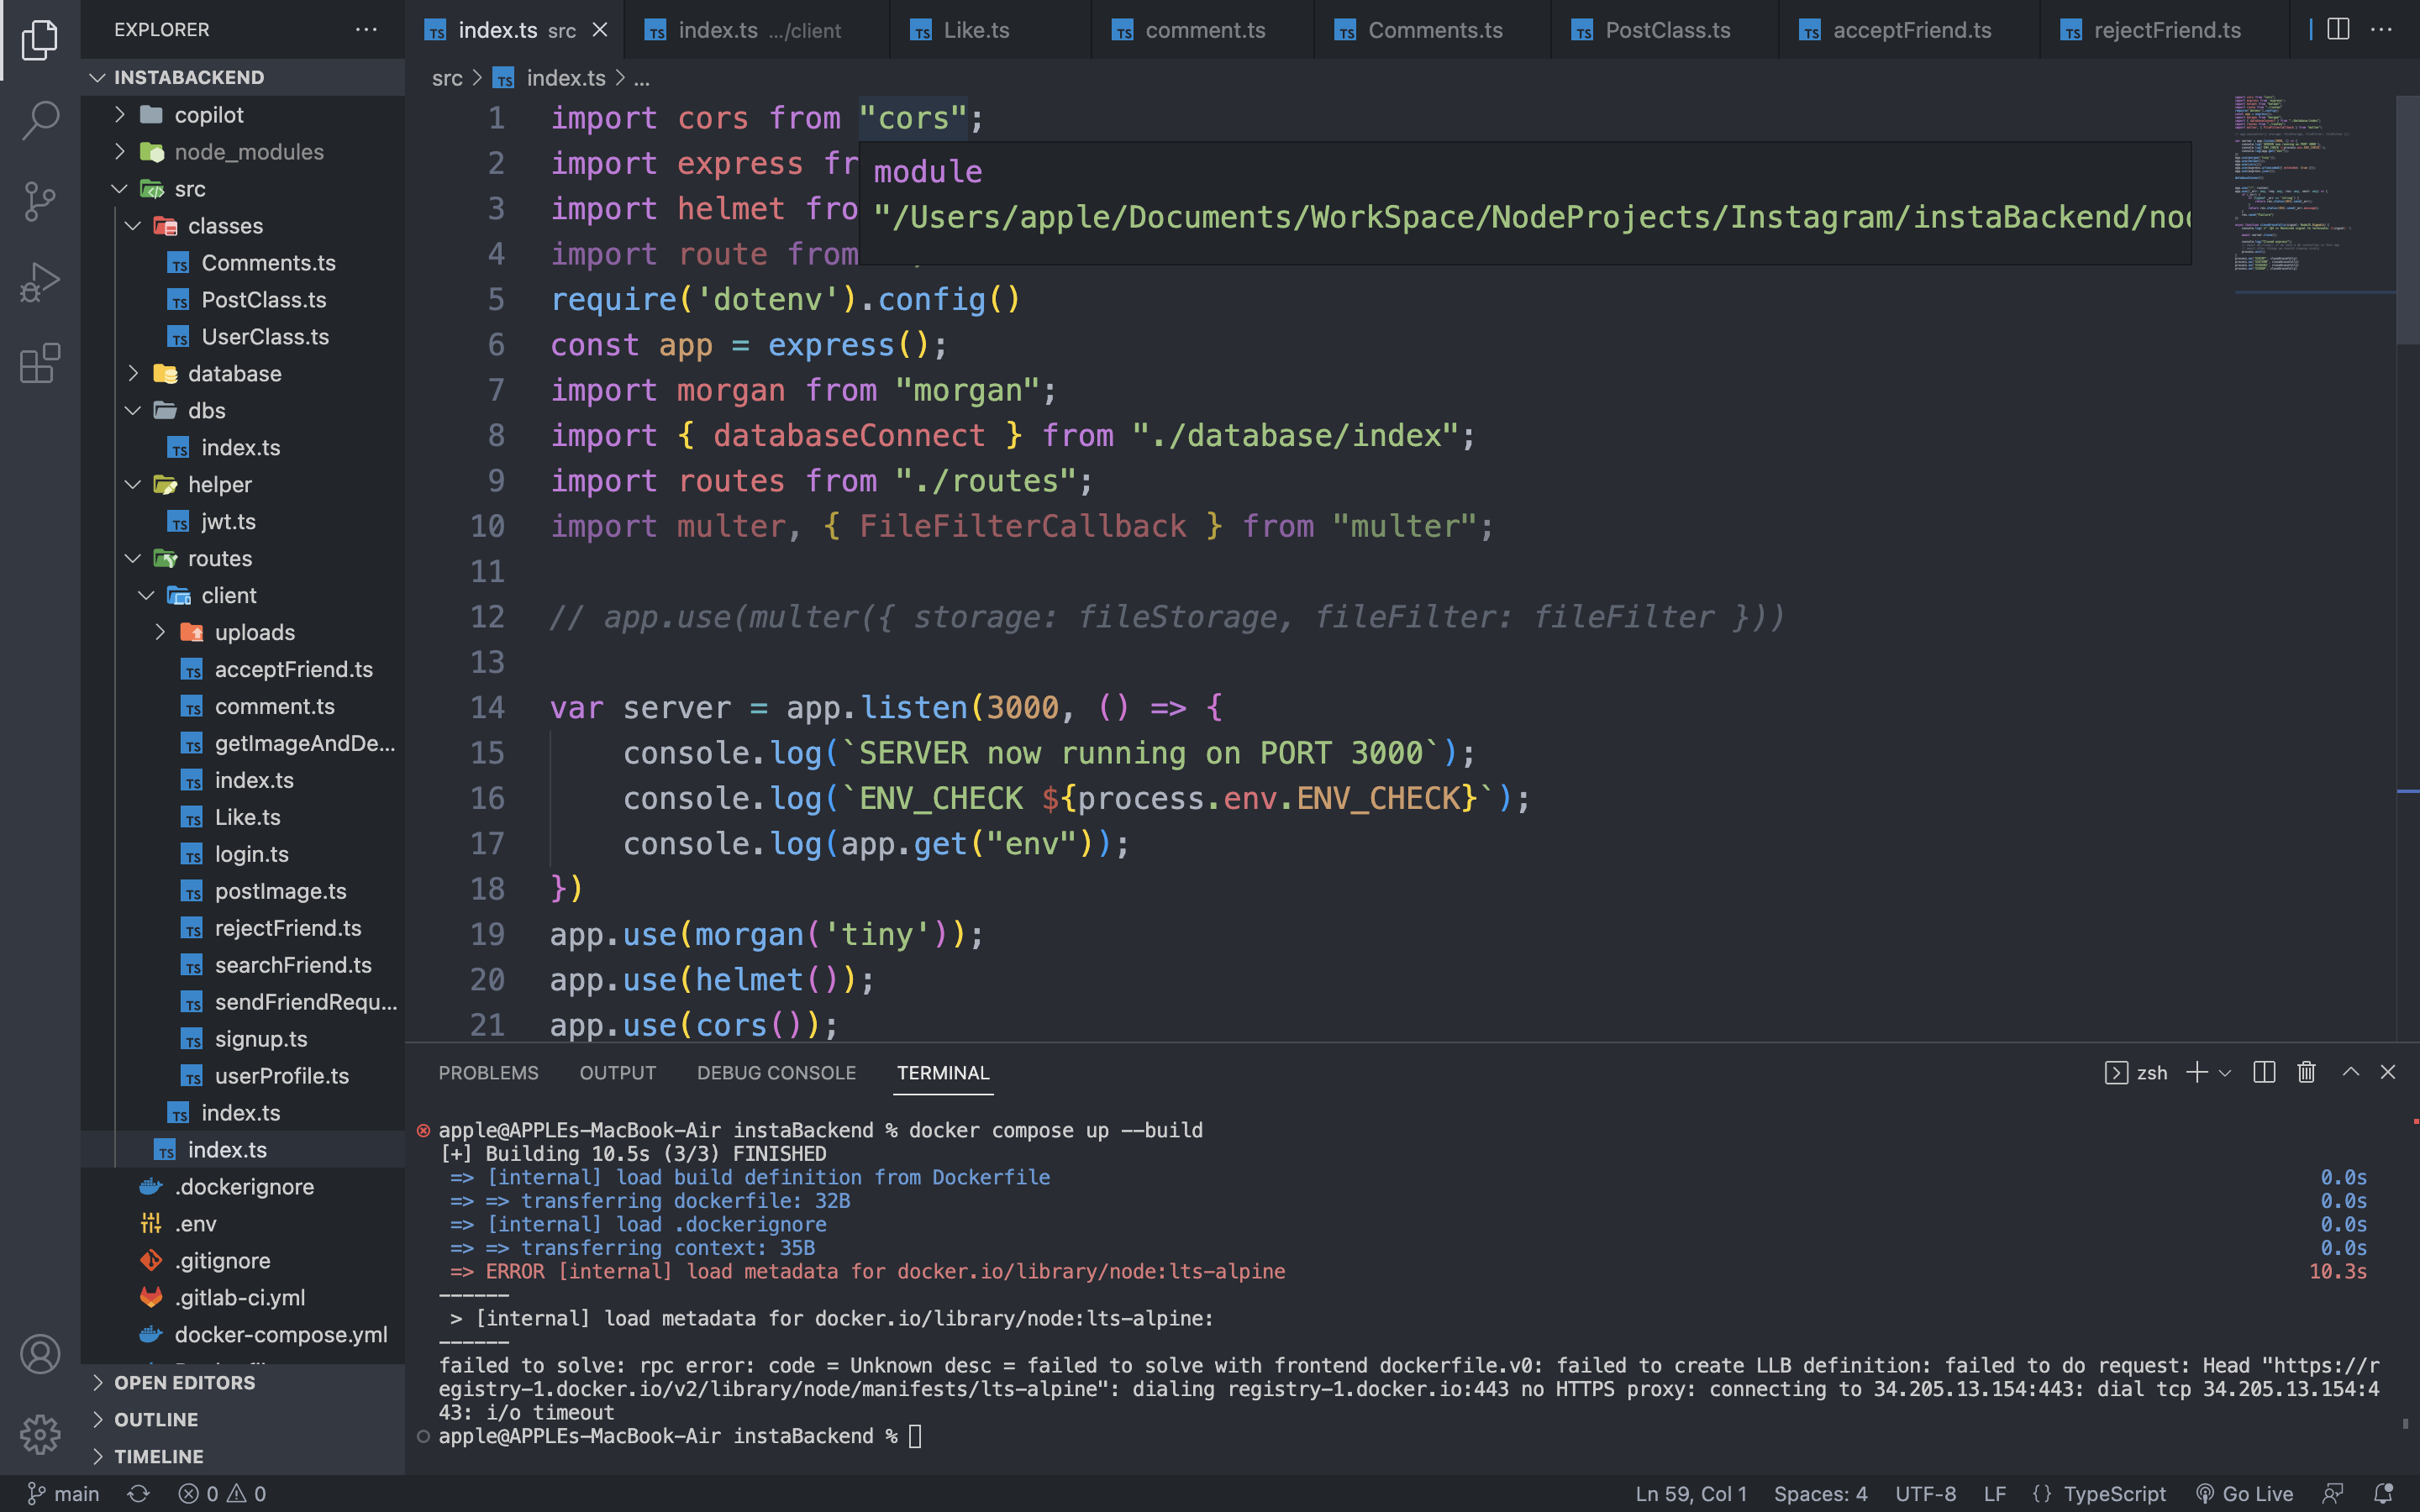 EXPLORER
INSTABACKEND
copilot
node_modules
src
classes
Comments.ts
PostClass.ts
UserClass.ts
database
dbs
index.ts
helper
jwt.ts
routes
client
uploads
acceptFriend.ts
comment.ts
getImageAndDe...
index.ts
Like.ts
login.ts
postImage.ts
rejectFriend.ts
searchFriend.ts
sendFriendRequ...
signup.ts
userProfile.ts
index.ts
index.ts
.dockerignore
.env
.gitignore
.gitlab-ci.yml
docker-compose.yml
OPEN EDITORS
OUTLINE
TIMELINE
index.ts src
index.ts .../client
Like.ts
comment.ts
Comments.ts
PostClass.ts
acceptFriend.ts
rejectFriend.ts
src > index.ts > ...
1 import cors from "cors";
2 import express fr
3 import helmet fro
4 import route from
module
"/Users/apple/Documents/WorkSpace/NodeProjects/Instagram/instaBackend/no
5 require('dotenv').config()
6 const app = express();
7 import morgan from "morgan";
8 import { databaseConnect } from "./database/index";
9 import routes from "./routes";
10 import multer, { FileFilterCallback } from "multer";
11
12 // app.use(multer({ storage: fileStorage, fileFilter: fileFilter }))
13
14 var server = app.listen(3000, () => {
15 console.log(`SERVER now running on PORT 3000`);
16 console.log(`ENV_CHECK ${process.env.ENV_CHECK}`);
17 console.log(app.get("env"));
18 })
19 app.use(morgan('tiny'));
20 app.use(helmet());
21 app.use(cors());
PROBLEMS OUTPUT DEBUG CONSOLE TERMINAL
zsh
apple@APPLEs-MacBook-Air instaBackend % docker compose up --build
[+] Building 10.5s (3/3) FINISHED
=> [internal] load build definition from Dockerfile 0.0s
=> => transferring dockerfile: 32B 0.0s
=> [internal] load .dockerignore 0.0s
=> => transferring context: 35B 0.0s
=> ERROR [internal] load metadata for docker.io/library/node:lts-alpine 10.3s
------
> [internal] load metadata for docker.io/library/node:lts-alpine:
------
failed to solve: rpc error: code = Unknown desc = failed to solve with frontend dockerfile.v0: failed to create LLB definition: failed to do request: Head "https://r
egistry-1.docker.io/v2/library/node/manifests/lts-alpine": dialing registry-1.docker.io:443 no HTTPS proxy: connecting to 34.205.13.154:443: dial tcp 34.205.13.154:4
43: i/o timeout
apple@APPLEs-MacBook-Air instaBackend %
main 0 0
Ln 59, Col 1 Spaces: 4 UTF-8 LF {} TypeScript Go Live